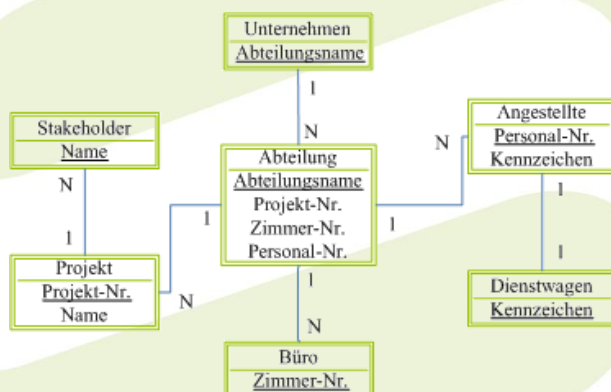 Unternehmen
Abteilungsname
1
N
Stakeholder
Name
N
1
Projekt
Projekt-Nr.
Name
N
1
Abteilung
Abteilungsname
Projekt-Nr.
Zimmer-Nr.
Personal-Nr.
1
N
Angestellte
Personal-Nr.
Kennzeichen
1
1
Dienstwagen
Kennzeichen
1
N
Büro
Zimmer-Nr.